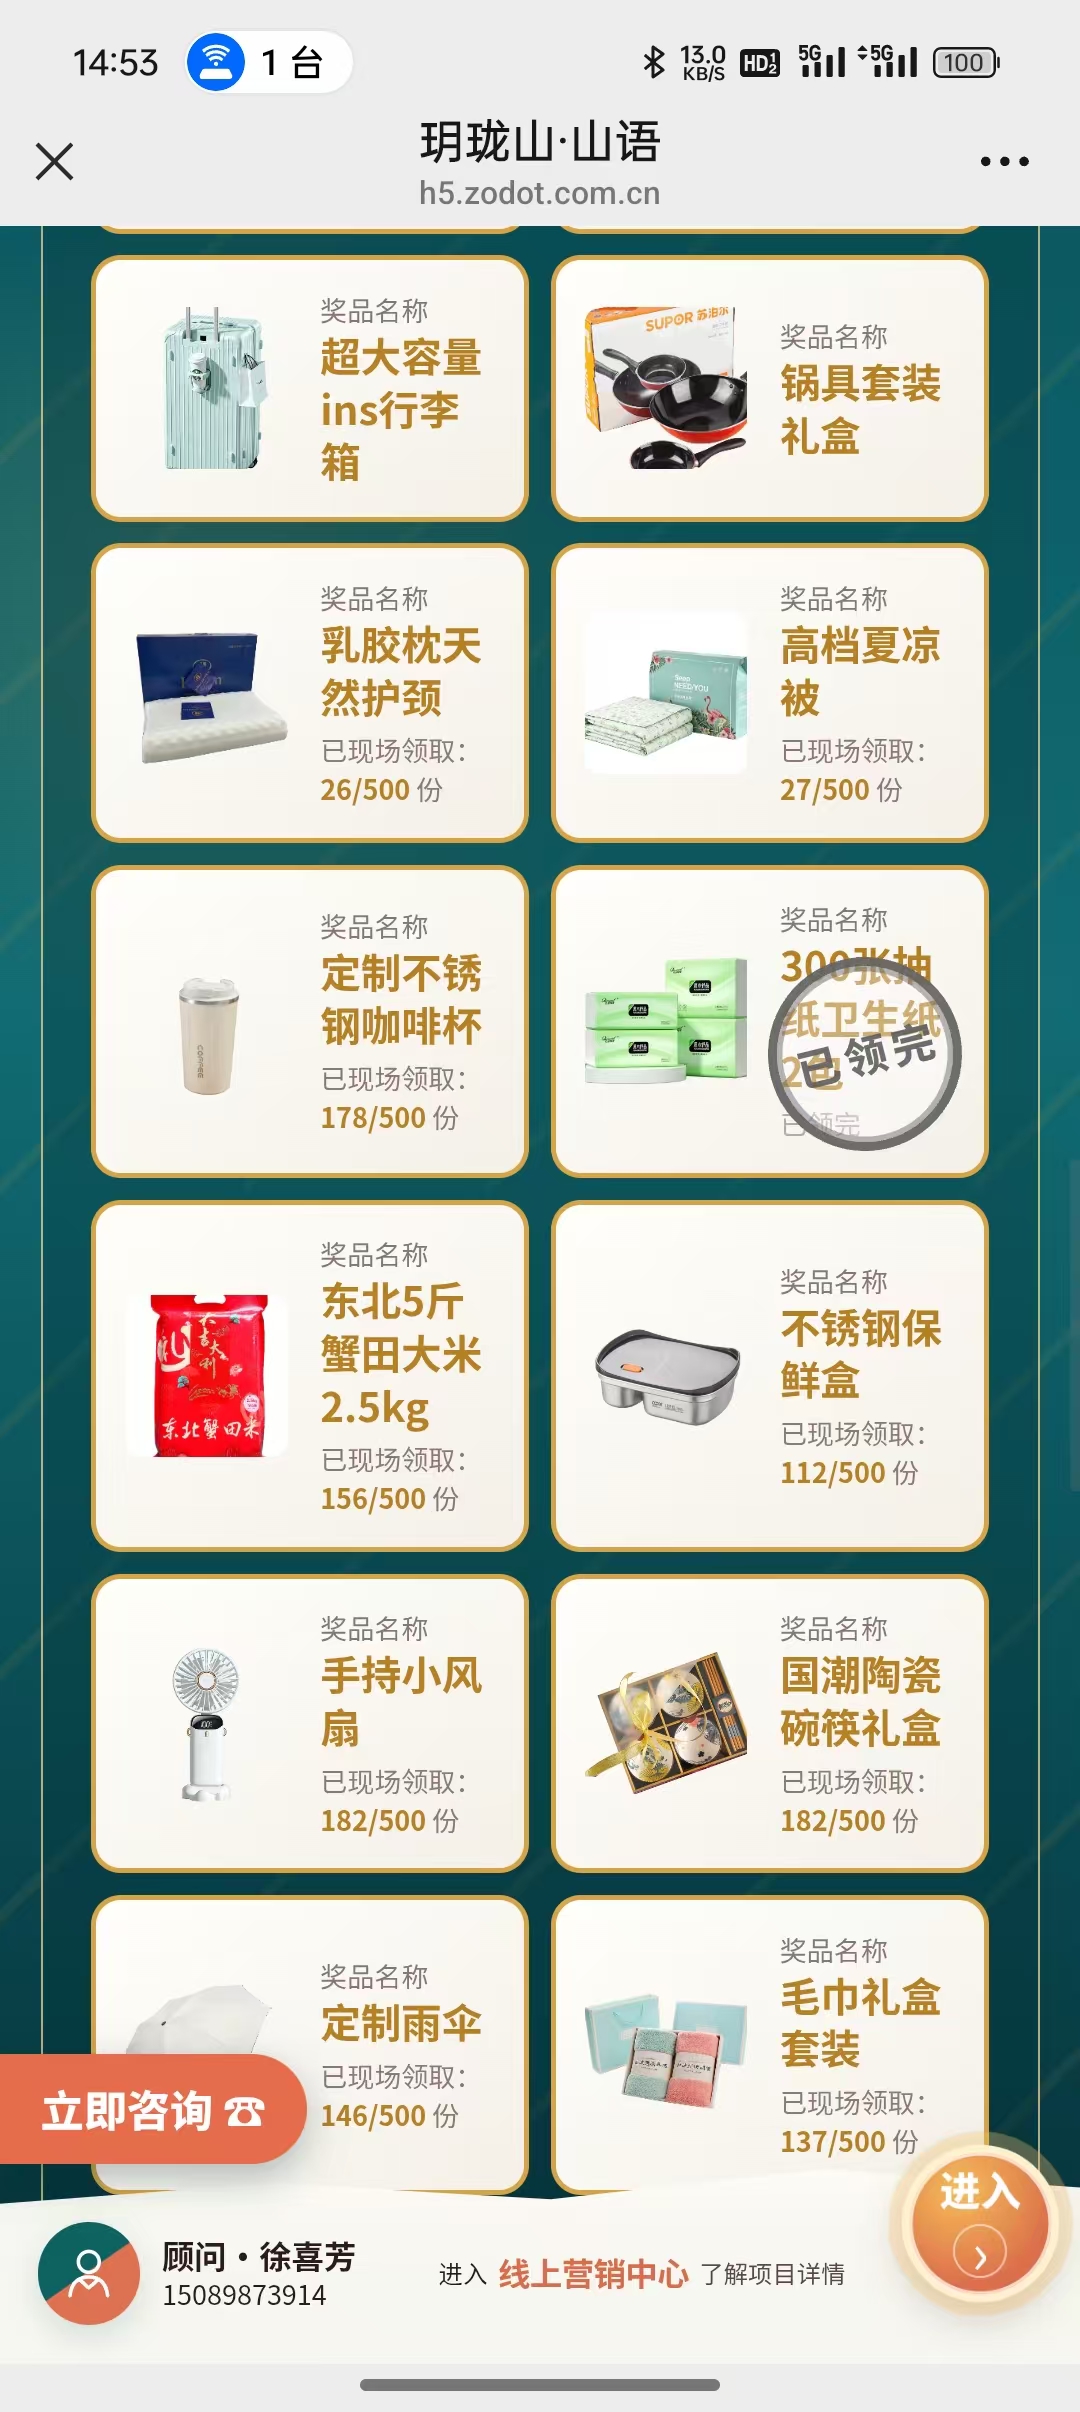 14:53
1 台
13.0
KB/S
HD
5G
5G
100
玥珑山·山语
h5.zodot.com.cn
奖品名称
超大容量
ins行李
箱
SUPOR 苏泊尔
奖品名称
锅具套装
礼盒
奖品名称
乳胶枕天
然护颈
已现场领取：
26/500 份
NEED/YOU
奖品名称
高档夏凉
被
已现场领取：
27/500 份
COFFEE
奖品名称
定制不锈
钢咖啡杯
已现场领取：
178/500 份
奖品名称
300张抽
纸卫生纸
2包
已领完
已领完
大吉大利
东北蟹田米
奖品名称
东北5斤
蟹田大米
2.5kg
已现场领取：
156/500 份
奖品名称
不锈钢保
鲜盒
已现场领取：
112/500 份
奖品名称
手持小风
扇
已现场领取：
182/500 份
奖品名称
国潮陶瓷
碗筷礼盒
已现场领取：
182/500 份
奖品名称
定制雨伞
已现场领取：
146/500 份
奖品名称
毛巾礼盒
套装
已现场领取：
137/500 份
立即咨询
顾问·徐喜芳
15089873914
进入 线上营销中心 了解项目详情
进入